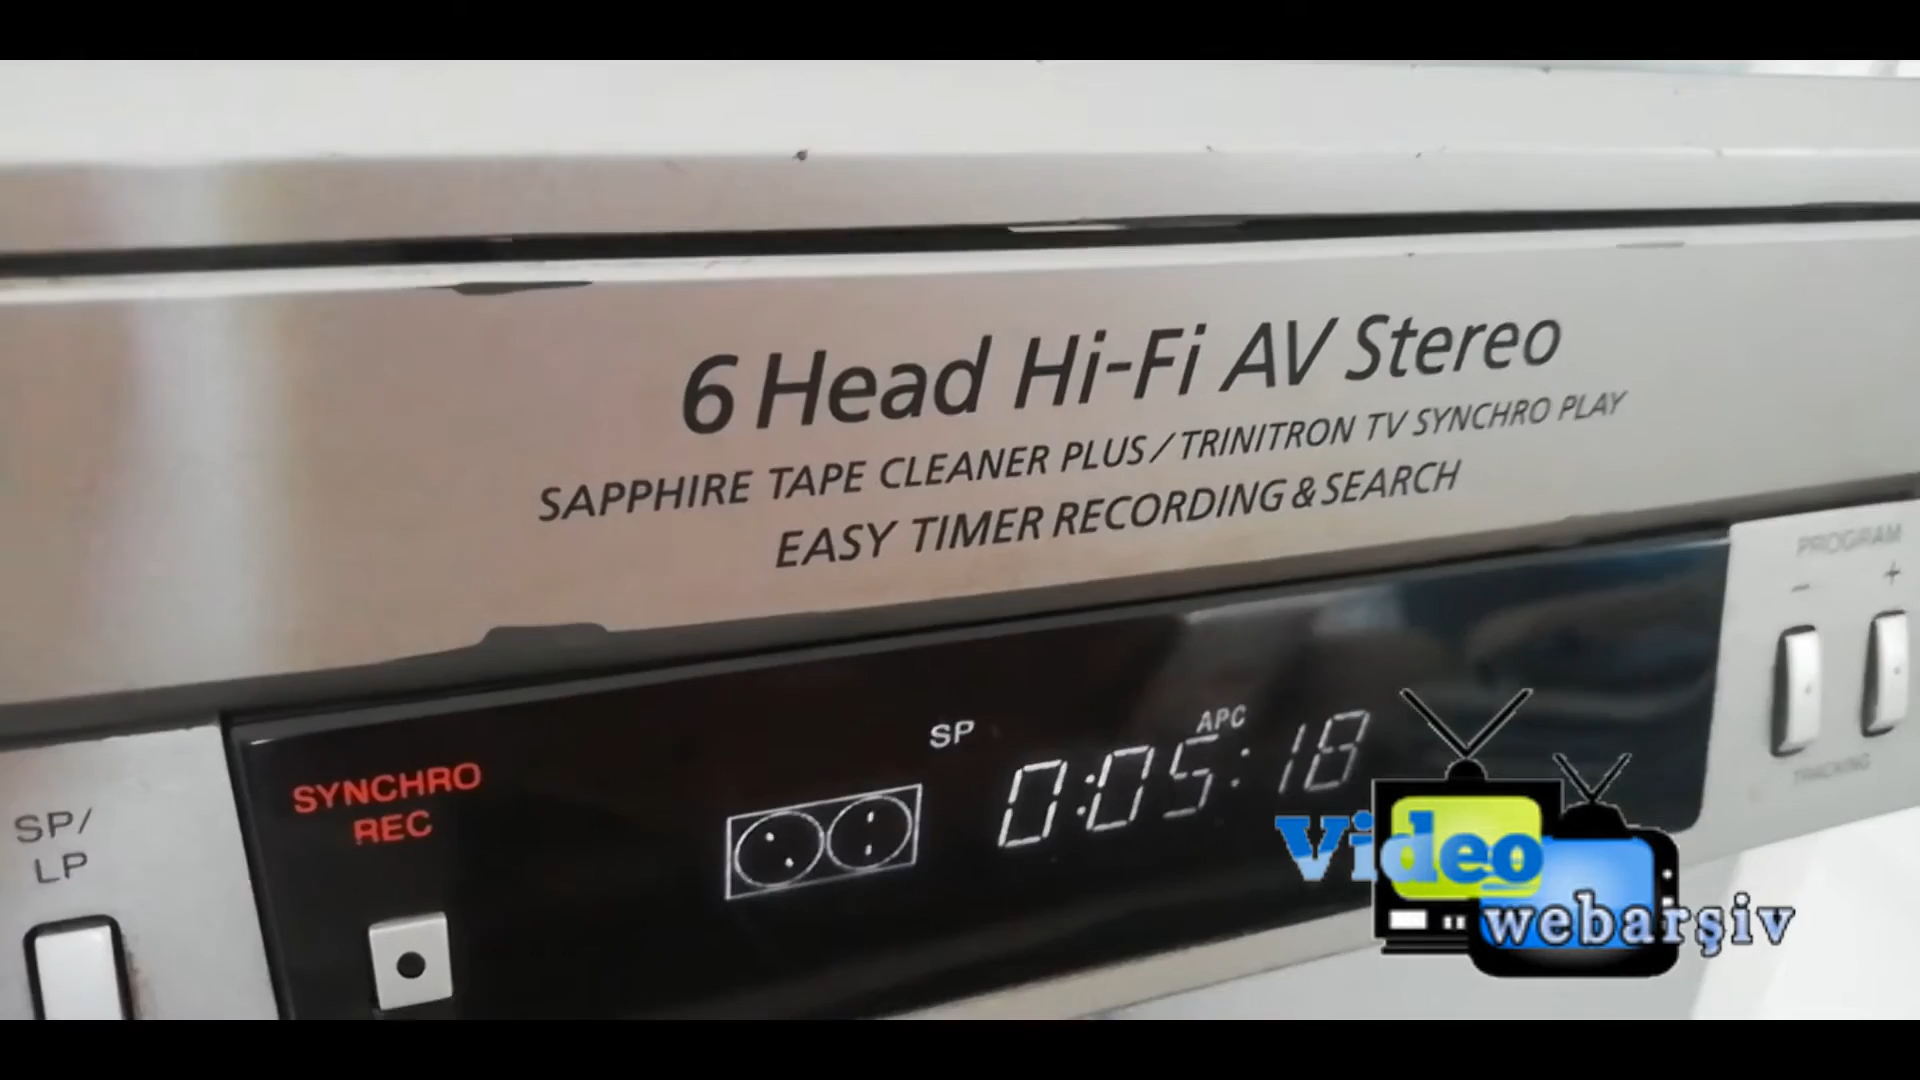 6 Head Hi-Fi AV Stereo
SAPPHIRE TAPE CLEANER PLUS / TRINITRON TV SYNCHRO PLAY
EASY TIMER RECORDING & SEARCH
PROGRAM
- +
TRACKING
SP
APC
0:05:18
SYNCHRO
REC
SP/
LP
Video
webarşiv